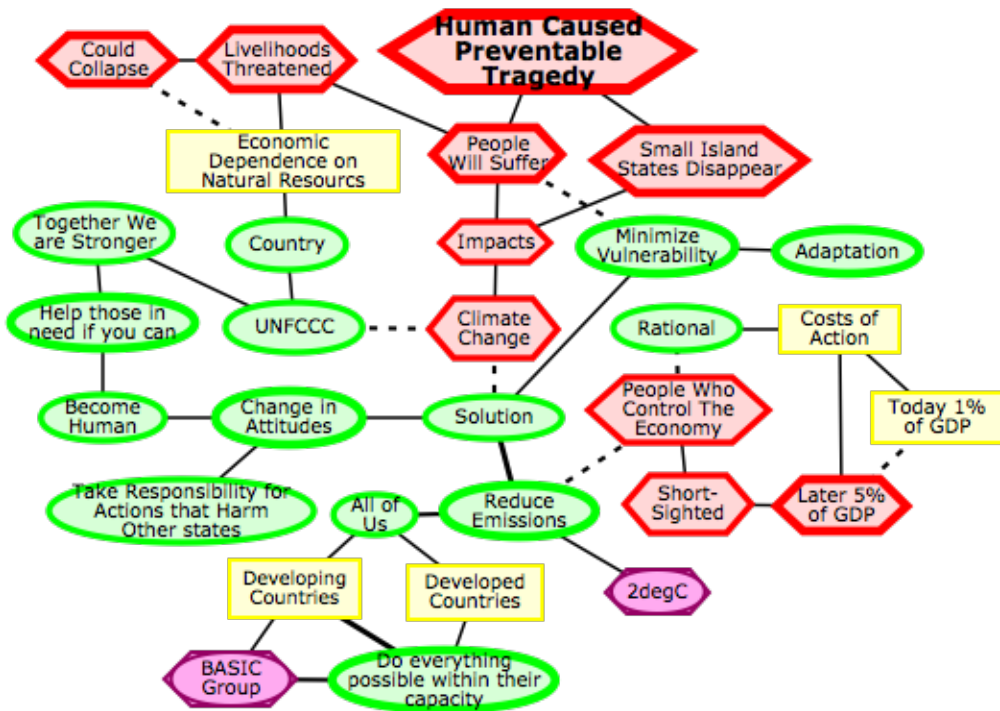 Human Caused
Preventable
Tragedy
Could
Collapse
Livelihoods
Threatened
People
Will Suffer
Small Island
States Disappear
Economic
Dependence on
Natural Resourcs
Together We
are Stronger
Country
Impacts
Minimize
Vulnerability
Adaptation
Help those in
need if you can
UNFCCC
Climate
Change
Rational
Costs of
Action
Become
Human
Change in
Attitudes
Solution
People Who
Control The
Economy
Today 1%
of GDP
Take Responsibility for
Actions that Harm
Other states
All of
Us
Reduce
Emissions
Short-
Sighted
Later 5%
of GDP
Developing
Countries
Developed
Countries
2degC
BASIC
Group
Do everything
possible within their
capacity